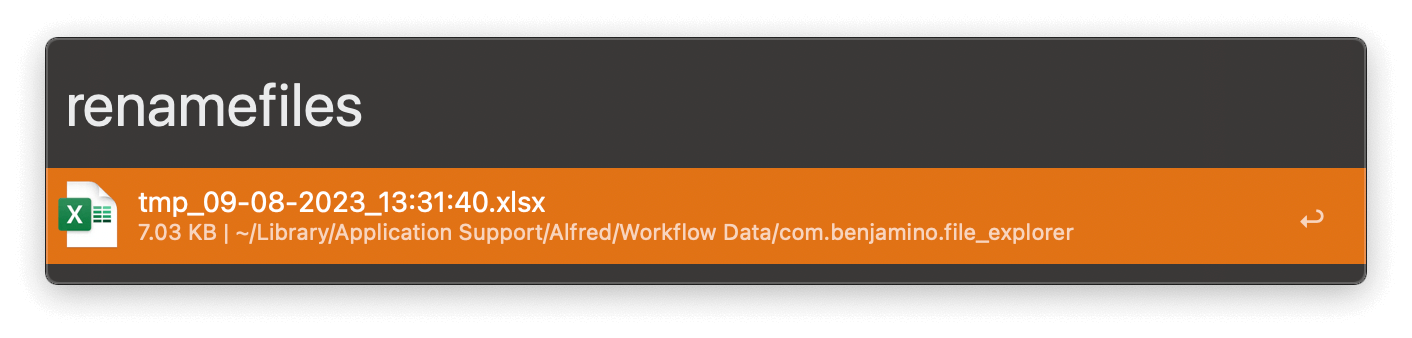 renamefiles
X
tmp_09-08-2023_13:31:40.xlsx
7.03 KB | ~/Library/Application Support/Alfred/Workflow Data/com.benjamino.file_explorer